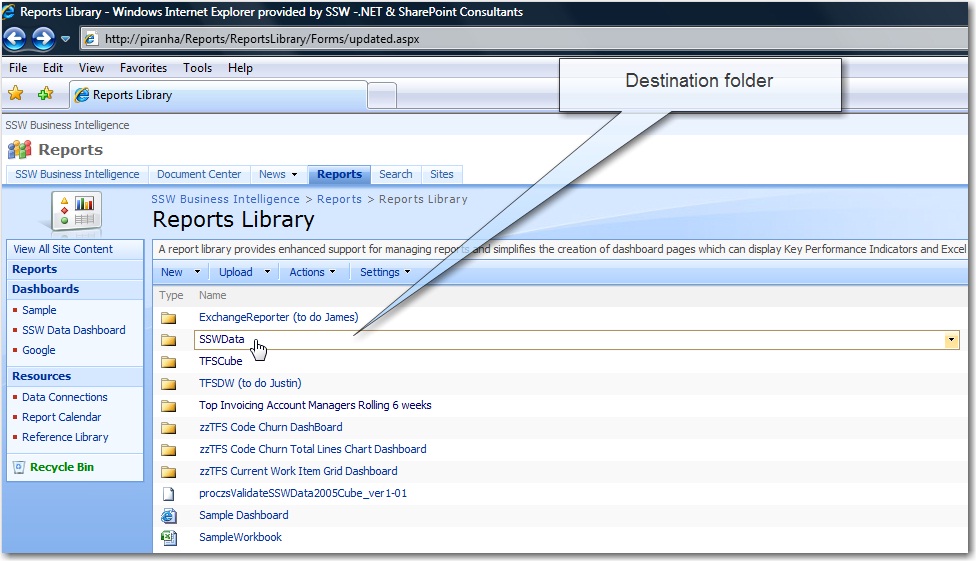 Reports Library - Windows Internet Explorer provided by SSW -.NET & SharePoint Consultants
http://piranha/Reports/ReportsLibrary/Forms/updated.aspx
File Edit View Favorites Tools Help
Reports Library
Destination folder
SSW Business Intelligence
Reports
SSW Business Intelligence Document Center News Reports Search Sites
SSW Business Intelligence > Reports > Reports Library
Reports Library
View All Site Content
Reports
Dashboards
Sample
SSW Data Dashboard
Google
Resources
Data Connections
Report Calendar
Reference Library
Recycle Bin
A report library provides enhanced support for managing reports and simplifies the creation of dashboard pages which can display Key Performance Indicators and Excel
New Upload Actions Settings
Type Name
ExchangeReporter (to do James)
SSWData
TFSCube
TFSDW (to do Justin)
Top Invoicing Account Managers Rolling 6 weeks
zzTFS Code Churn DashBoard
zzTFS Code Churn Total Lines Chart Dashboard
zzTFS Current Work Item Grid Dashboard
proczsValidateSSWData2005Cube_ver1-01
Sample Dashboard
SampleWorkbook